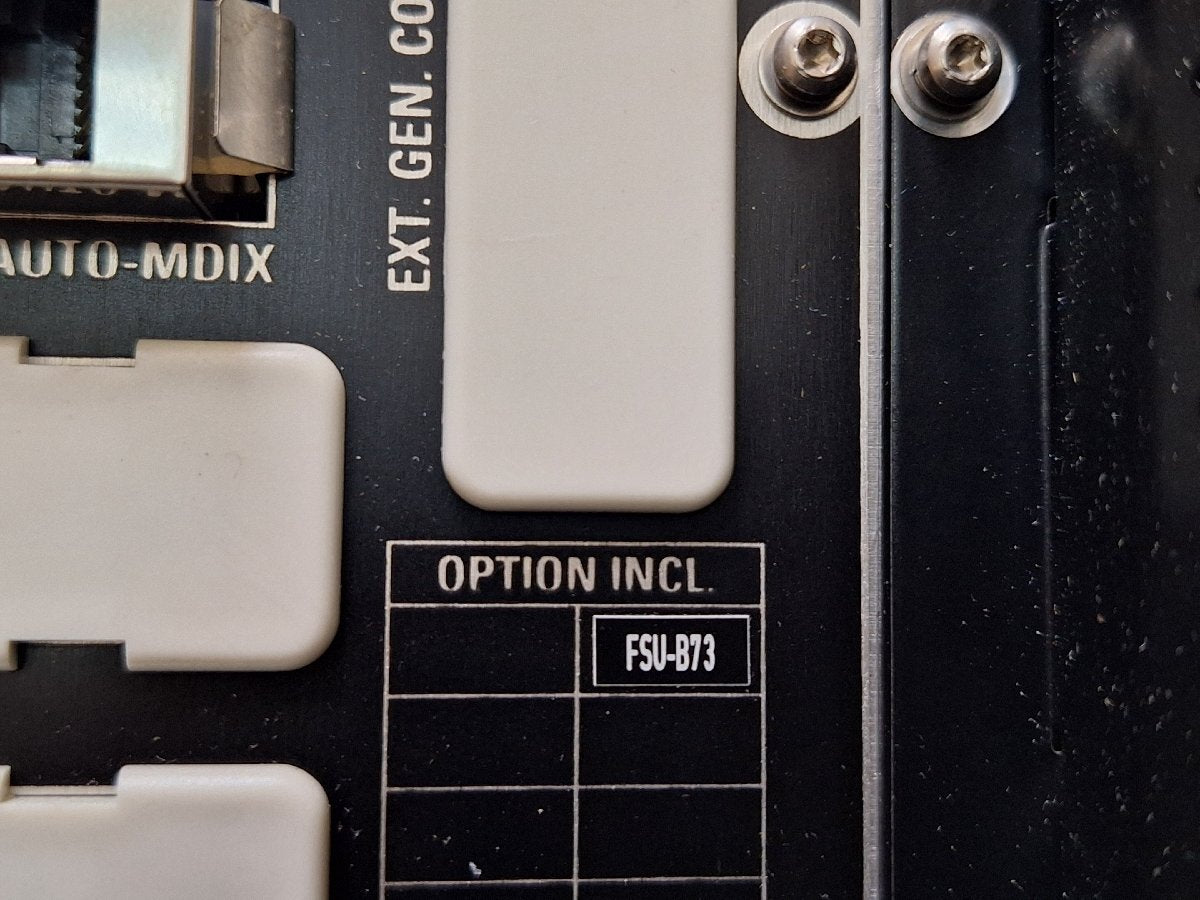 AUTO-MDIX
EXT. GEN. CO
OPTION INCL.
FSU-B73